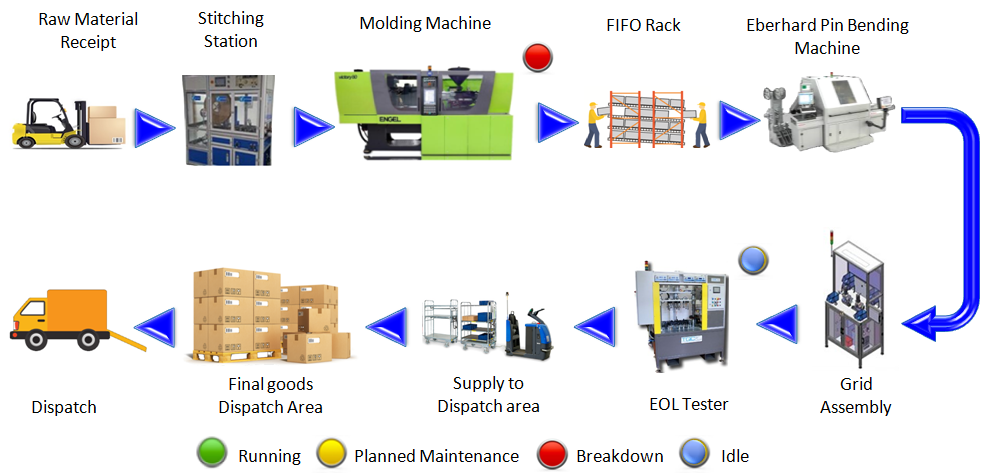 Raw Material
Receipt
Stitching
Station
Molding Machine
FIFO Rack
Eberhard Pin Bending
Machine
ENGEL
Dispatch
Final goods
Dispatch Area
Supply to
Dispatch area
EOL Tester
Grid
Assembly
Running
Planned Maintenance
Breakdown
Idle